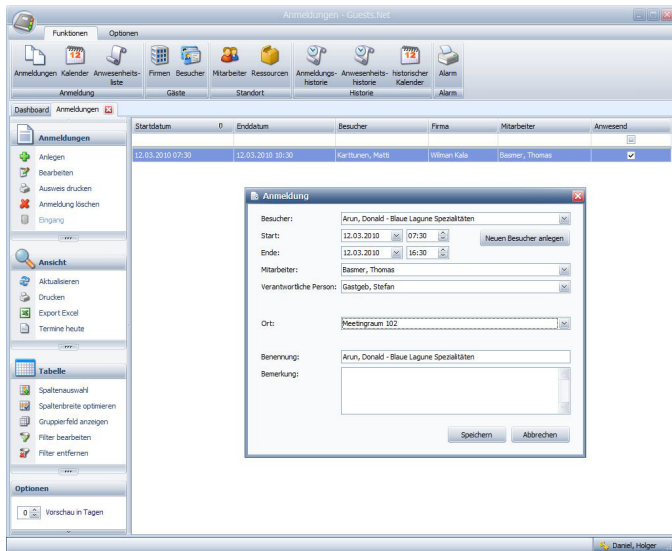 Anmeldungen - Guests.Net
Funktionen Optionen
Anmeldungen Kalender Anwesenheits-liste Firmen Besucher Mitarbeiter Ressourcen Anmeldungs-historie Anwesenheits-historie historischer Kalender Alarm
Anmeldung Gäste Standort Historie Alarm
Dashboard Anmeldungen
Anmeldungen
Anlegen
Bearbeiten
Ausweis drucken
Anmeldung löschen
Eingang
Ansicht
Aktualisieren
Drucken
Export Excel
Termine heute
Tabelle
Spaltenauswahl
Spaltenbreite optimieren
Gruppierfeld anzeigen
Filter bearbeiten
Filter entfernen
Optionen
0 Vorschau in Tagen
Startdatum Enddatum Besucher Firma Mitarbeiter Anwesend
12.03.2010 07:30 12.03.2010 10:30 Karttunen, Matti Wilman Kala Basmer, Thomas
Anmeldung
Besucher: Arun, Donald - Blaue Lagune Spezialitäten
Start: 12.03.2010 07:30 Neuen Besucher anlegen
Ende: 12.03.2010 16:30
Mitarbeiter: Basmer, Thomas
Verantwortliche Person: Gastgeb, Stefan
Ort: Meetingraum 102
Benennung: Arun, Donald - Blaue Lagune Spezialitäten
Bemerkung:
Speichern Abbrechen
Daniel, Holger